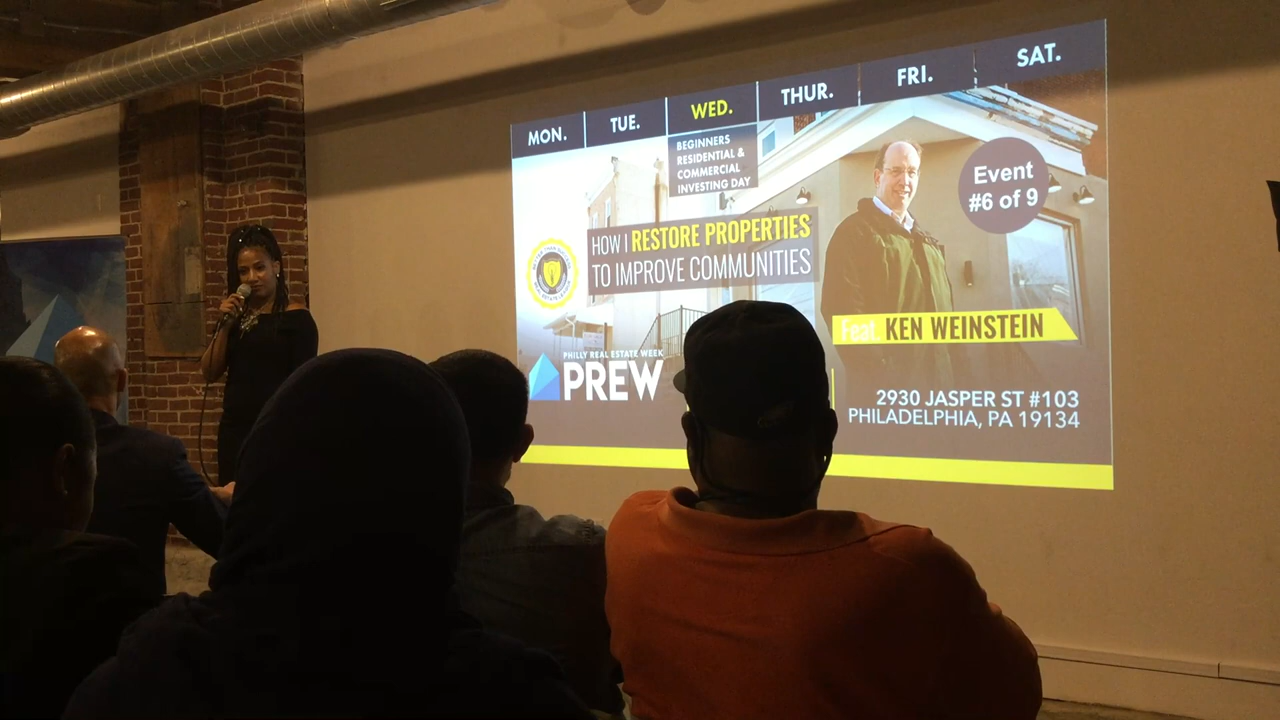 MON.
TUE.
WED.
THUR.
FRI.
SAT.
BEGINNERS
RESIDENTIAL &
COMMERCIAL
INVESTING DAY
Event
#6 of 9
HOW I RESTORE PROPERTIES
TO IMPROVE COMMUNITIES
Feat. KEN WEINSTEIN
PHILLY REAL ESTATE WEEK
PREW
2930 JASPER ST #103
PHILADELPHIA, PA 19134